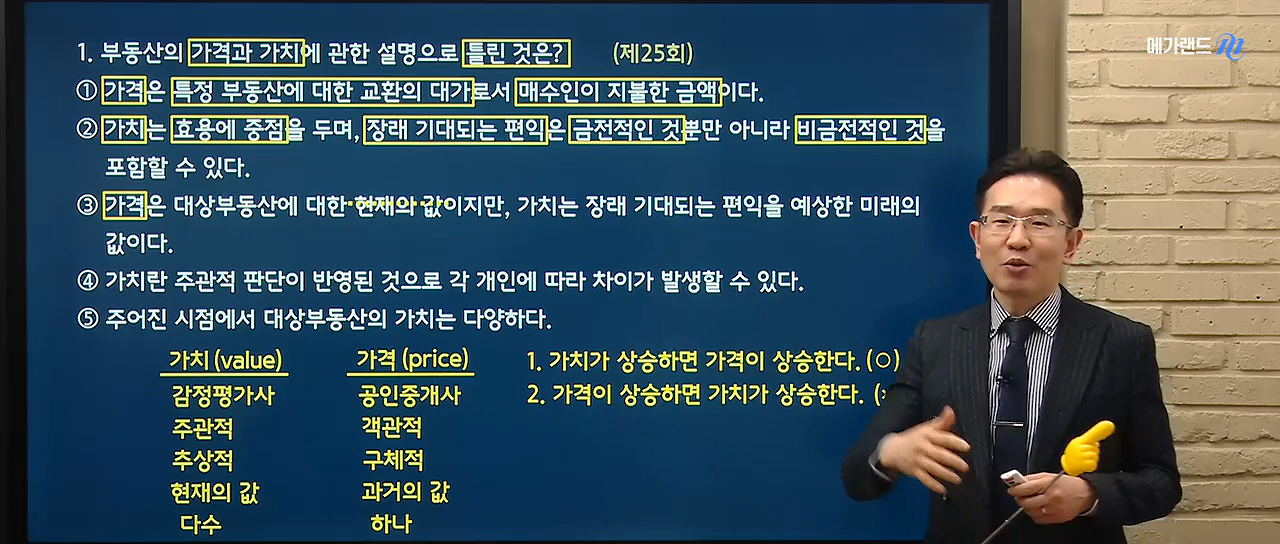 메가랜드
1. 부동산의 가격과 가치에 관한 설명으로 틀린 것은? (제25회)
① 가격은 특정 부동산에 대한 교환의 대가로서 매수인이 지불한 금액이다.
② 가치는 효용에 중점을 두며, 장래 기대되는 편익은 금전적인 것뿐만 아니라 비금전적인 것을
포함할 수 있다.
③ 가격은 대상부동산에 대한 현재의 값이지만, 가치는 장래 기대되는 편익을 예상한 미래의
값이다.
④ 가치란 주관적 판단이 반영된 것으로 각 개인에 따라 차이가 발생할 수 있다.
⑤ 주어진 시점에서 대상부동산의 가치는 다양하다.
가치 (value) 가격 (price) 1. 가치가 상승하면 가격이 상승한다. (○)
감정평가사 공인중개사 2. 가격이 상승하면 가치가 상승한다. (
주관적 객관적
추상적 구체적
현재의 값 과거의 값
다수 하나